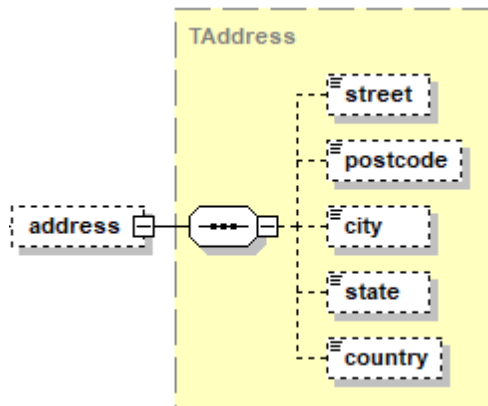 TAddress
street
postcode
address
city
state
country